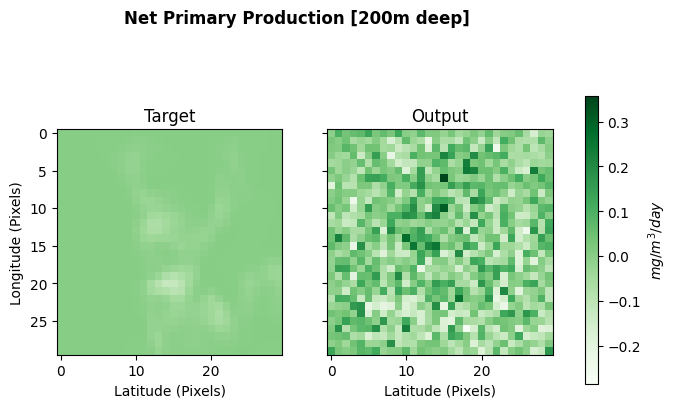 Net Primary Production [200m deep]
Target
Output
0
5
10
15
20
25
Longitude (Pixels)
0
10
20
Latitude (Pixels)
0
10
20
Latitude (Pixels)
0.3
0.2
0.1
0.0
−0.1
−0.2
mg/m³/day